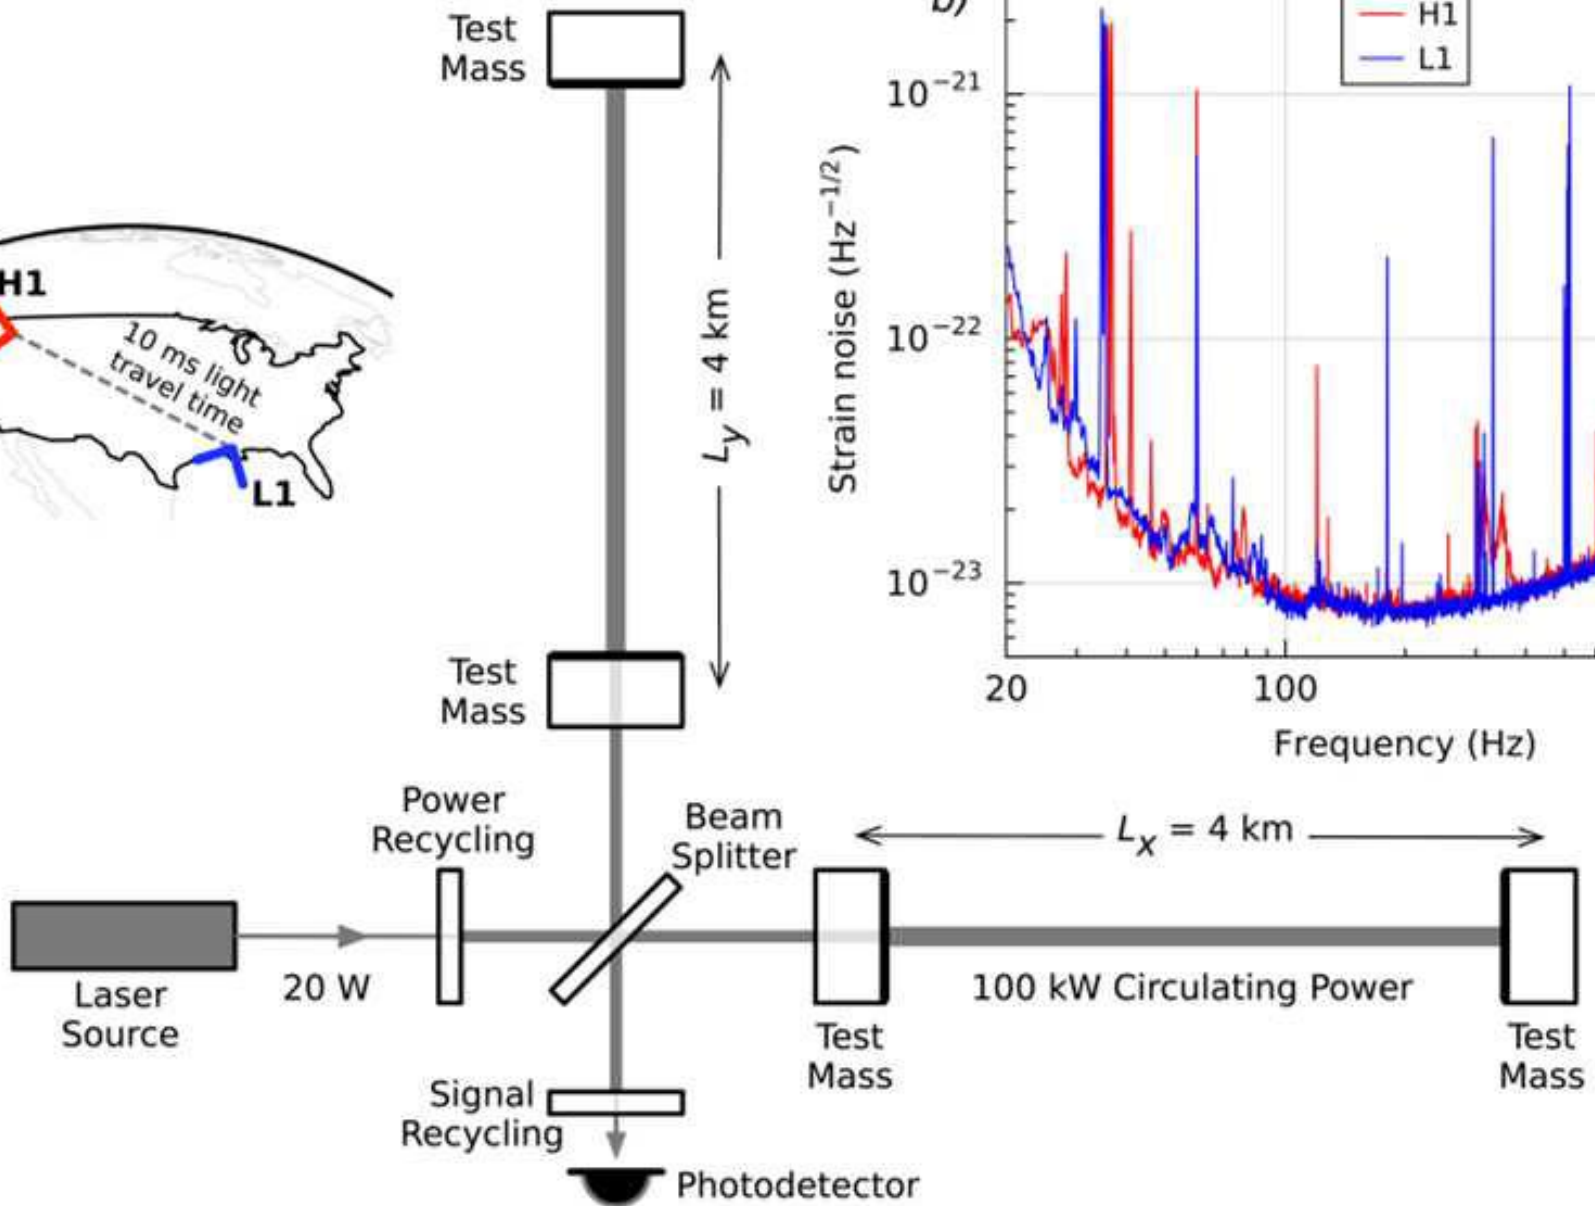 Test
Mass
b)
H1
L1
10⁻²¹
10⁻²²
10⁻²³
Strain noise (Hz⁻¹/²)
20
100
Frequency (Hz)
H1
10 ms light
travel time
L1
Ly = 4 km
Test
Mass
Power
Recycling
Beam
Splitter
Lx = 4 km
Laser
Source
20 W
100 kW Circulating Power
Test
Mass
Test
Mass
Signal
Recycling
Photodetector